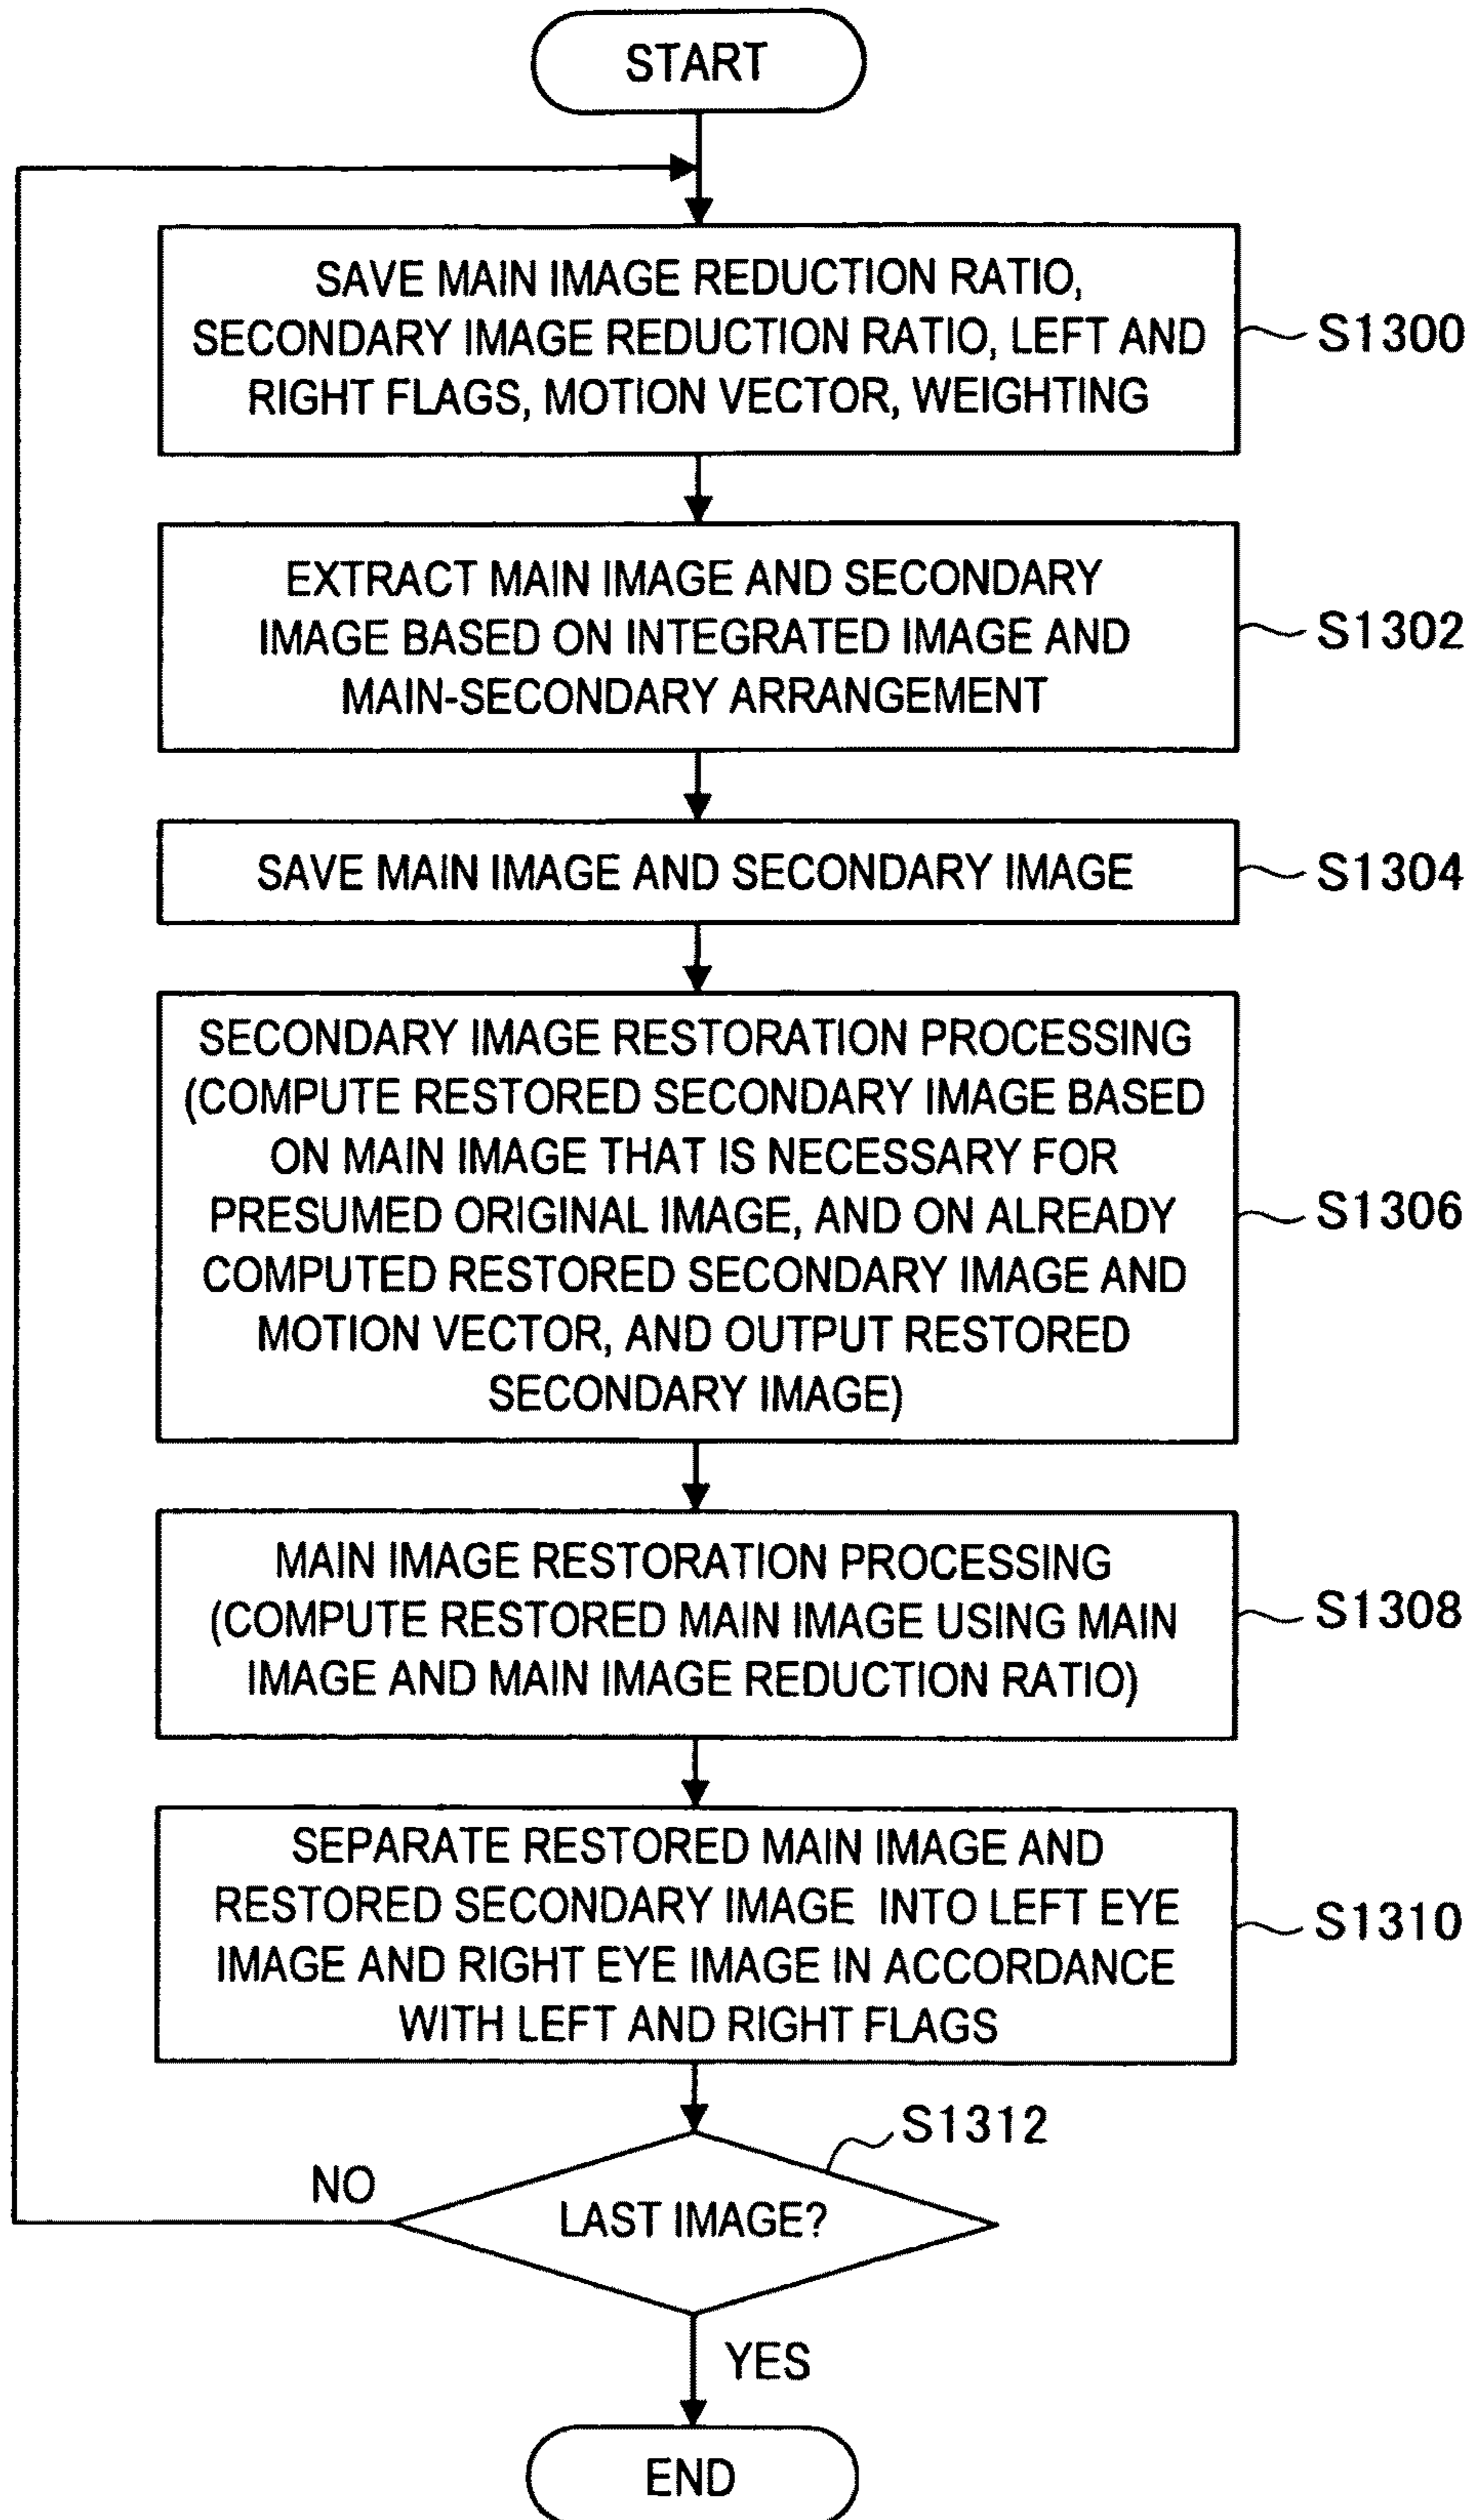 START
SAVE MAIN IMAGE REDUCTION RATIO,
SECONDARY IMAGE REDUCTION RATIO, LEFT AND
RIGHT FLAGS, MOTION VECTOR, WEIGHTING
S1300
EXTRACT MAIN IMAGE AND SECONDARY
IMAGE BASED ON INTEGRATED IMAGE AND
MAIN-SECONDARY ARRANGEMENT
S1302
SAVE MAIN IMAGE AND SECONDARY IMAGE
S1304
SECONDARY IMAGE RESTORATION PROCESSING
(COMPUTE RESTORED SECONDARY IMAGE BASED
ON MAIN IMAGE THAT IS NECESSARY FOR
PRESUMED ORIGINAL IMAGE, AND ON ALREADY
COMPUTED RESTORED SECONDARY IMAGE AND
MOTION VECTOR, AND OUTPUT RESTORED
SECONDARY IMAGE)
S1306
MAIN IMAGE RESTORATION PROCESSING
(COMPUTE RESTORED MAIN IMAGE USING MAIN
IMAGE AND MAIN IMAGE REDUCTION RATIO)
S1308
SEPARATE RESTORED MAIN IMAGE AND
RESTORED SECONDARY IMAGE INTO LEFT EYE
IMAGE AND RIGHT EYE IMAGE IN ACCORDANCE
WITH LEFT AND RIGHT FLAGS
S1310
S1312
NO
LAST IMAGE?
YES
END